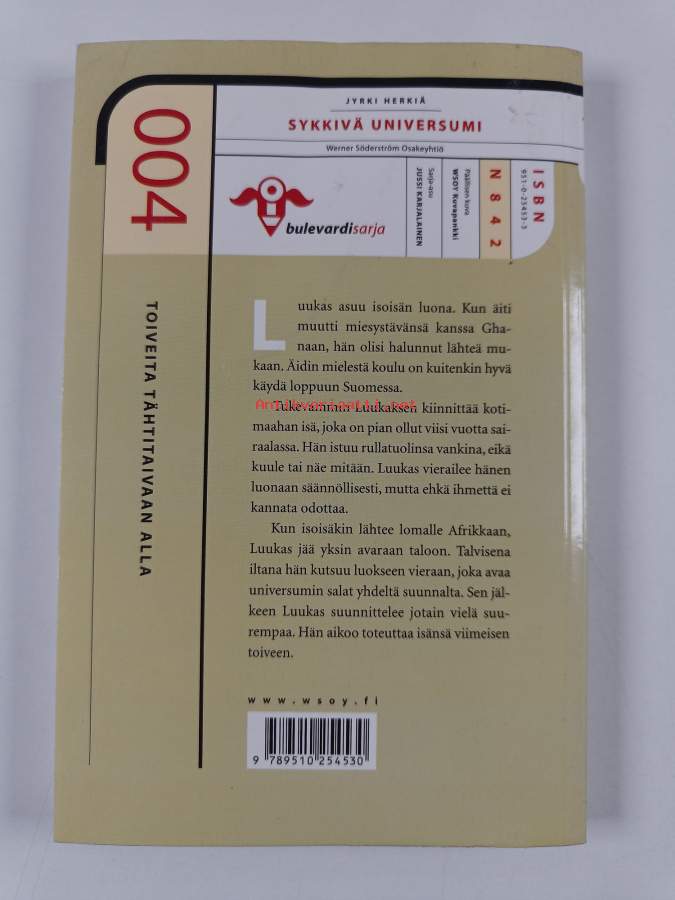 JYRKI HERKIÄ
SYKKIVÄ UNIVERSUMI
Werner Söderström Osakeyhtiö
004
bulevardisarja
Sarja-asu
JUSSI KARJALAINEN
Päällisen kuva
WSOY Kuvapankki
N842
ISBN
951-0-25453-3
TOIVEITA TÄHTITAIVAAN ALLA
Luukas asuu isoisän luona. Kun äiti
muutti miesystävänsä kanssa Gha-
naan, hän olisi halunnut lähteä mu-
kaan. Äidin mielestä koulu on kuitenkin hyvä
käydä loppuun Suomessa.
Antikvariaatti.net
Tukevammin Luukaksen kiinnittää koti-
maahan isä, joka on pian ollut viisi vuotta sai-
raalassa. Hän istuu rullatuolinsa vankina, eikä
kuule tai näe mitään. Luukas vierailee hänen
luonaan säännöllisesti, mutta ehkä ihmettä ei
kannata odottaa.
Kun isoisäkin lähtee lomalle Afrikkaan,
Luukas jää yksin avaraan taloon. Talvisena
iltana hän kutsuu luokseen vieraan, joka avaa
universumin salat yhdeltä suunnalta. Sen jäl-
keen Luukas suunnittelee jotain vielä suu-
rempaa. Hän aikoo toteuttaa isänsä viimeisen
toiveen.
www.wsoy.fi
9 789510 254530